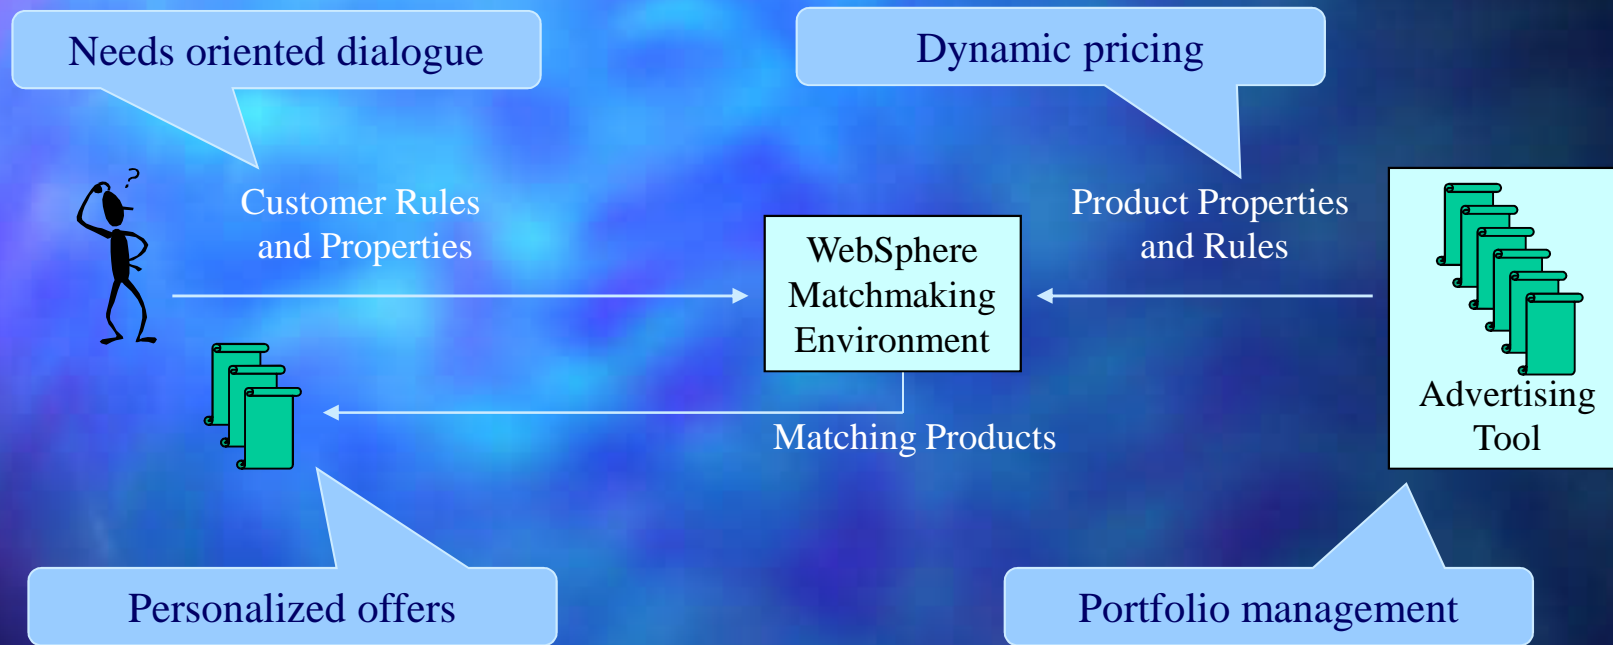 Needs oriented dialogue
Dynamic pricing
?
Customer Rules
and Properties
Product Properties
and Rules
WebSphere
Matchmaking
Environment
Advertising
Tool
Matching Products
Personalized offers
Portfolio management